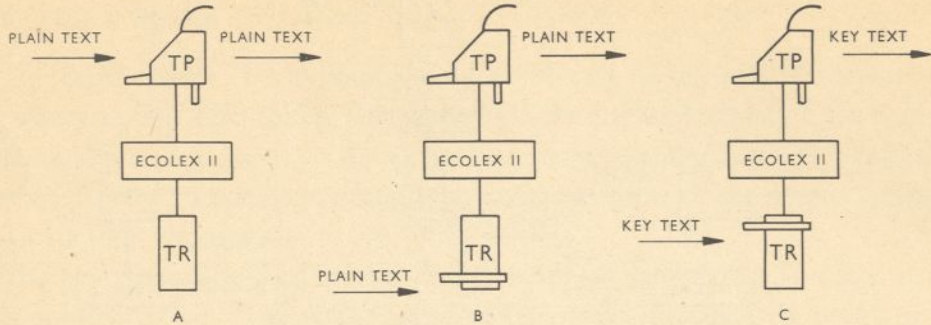 PLAIN TEXT
PLAIN TEXT
TP
ECOLEX II
TR
A
PLAIN TEXT
TP
ECOLEX II
TR
PLAIN TEXT
B
KEY TEXT
TP
ECOLEX II
KEY TEXT
TR
C